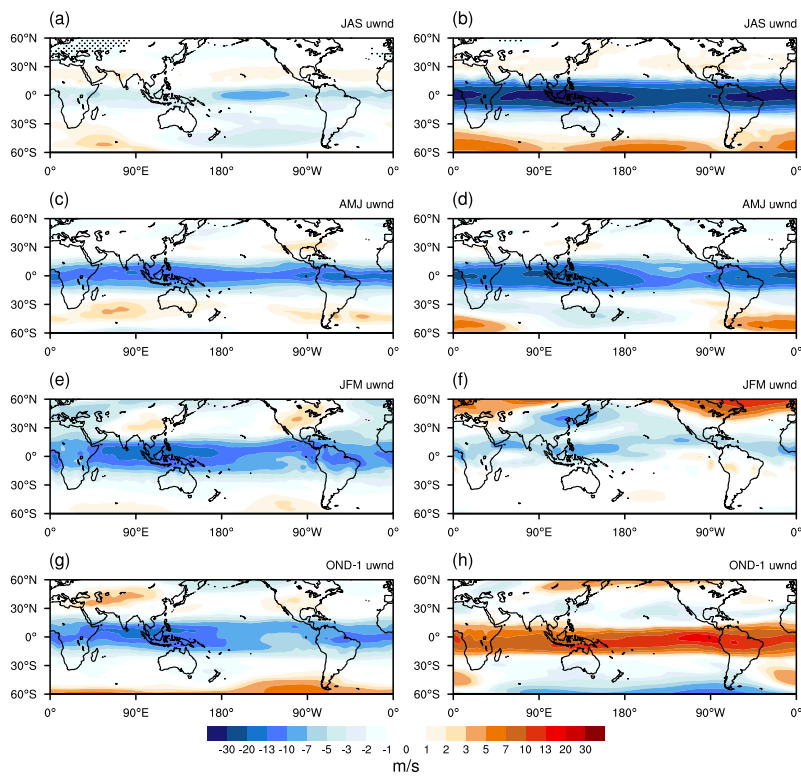 (a) JAS uwnd
(b) JAS uwnd
60°N 60°N
30°N 30°N
0° 0°
30°S 30°S
60°S 60°S
0° 90°E 180° 90°W 0° 0° 90°E 180° 90°W 0°
(c) AMJ uwnd
(d) AMJ uwnd
60°N 60°N
30°N 30°N
0° 0°
30°S 30°S
60°S 60°S
0° 90°E 180° 90°W 0° 0° 90°E 180° 90°W 0°
(e) JFM uwnd
(f) JFM uwnd
60°N 60°N
30°N 30°N
0° 0°
30°S 30°S
60°S 60°S
0° 90°E 180° 90°W 0° 0° 90°E 180° 90°W 0°
(g) OND-1 uwnd
(h) OND-1 uwnd
60°N 60°N
30°N 30°N
0° 0°
30°S 30°S
60°S 60°S
0° 90°E 180° 90°W 0° 0° 90°E 180° 90°W 0°
-30 -20 -13 -10 -7 -5 -3 -2 -1 0 1 2 3 5 7 10 13 20 30
m/s